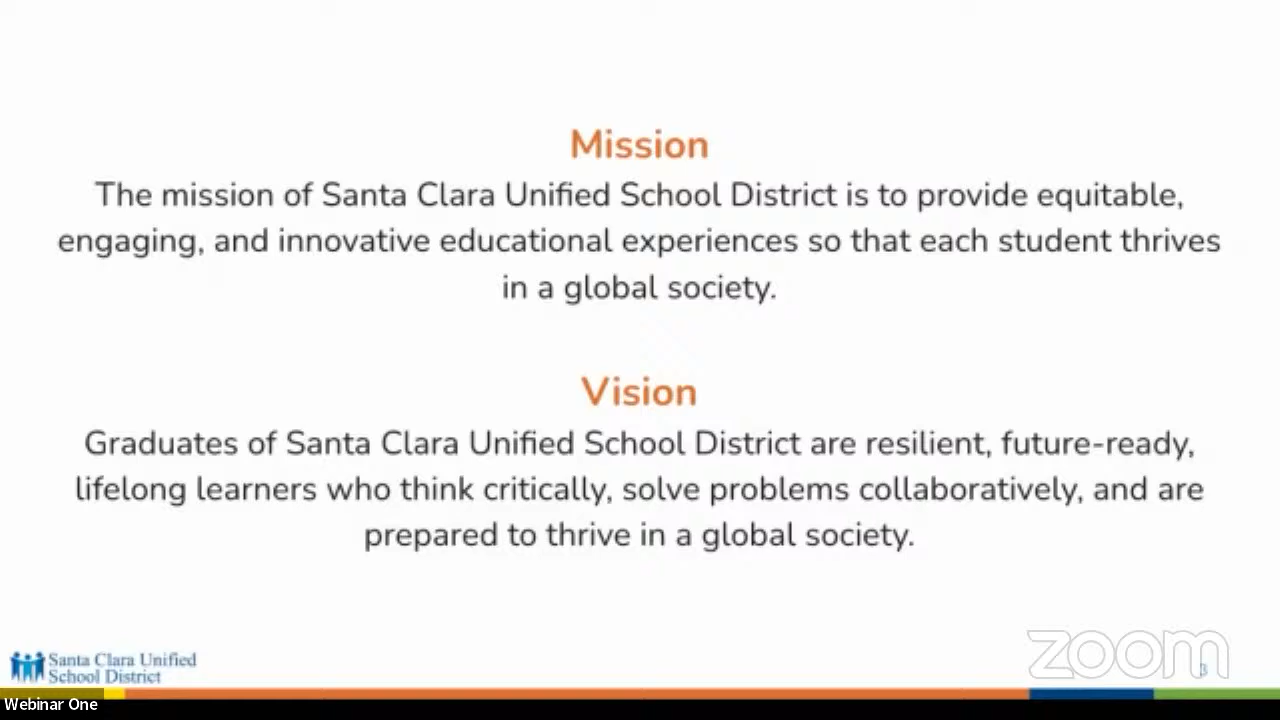 Mission
The mission of Santa Clara Unified School District is to provide equitable,
engaging, and innovative educational experiences so that each student thrives
in a global society.
Vision
Graduates of Santa Clara Unified School District are resilient, future-ready,
lifelong learners who think critically, solve problems collaboratively, and are
prepared to thrive in a global society.
Santa Clara Unified
School District
zoom
3
Webinar One